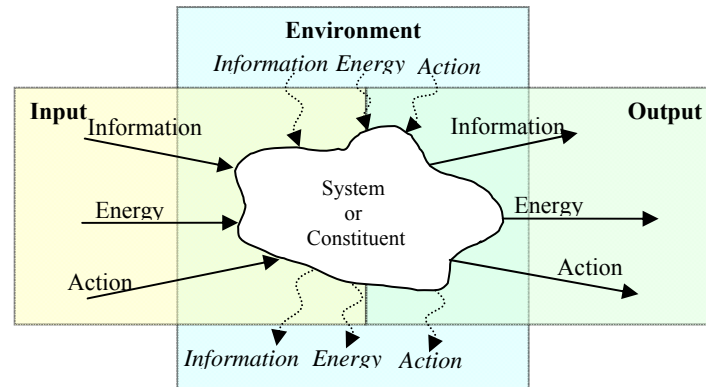 Environment
Information Energy Action
Input
Output
Information
Information
System
or
Constituent
Energy
Energy
Action
Action
Information Energy Action